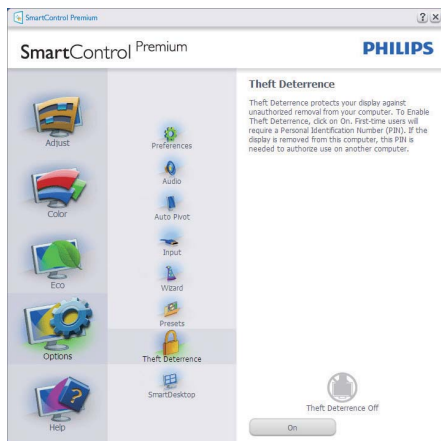 SmartControl Premium
SmartControl Premium
PHILIPS
Adjust
Color
Eco
Options
Help
Preferences
Audio
Auto Pivot
Input
Wizard
Presets
Theft Deterrence
SmartDesktop
Theft Deterrence
Theft Deterrence protects your display against
unauthorized removal from your computer. To Enable
Theft Deterrence, click on On. First-time users will
require a Personal Identification Number (PIN). If the
display is removed from this computer, this PIN is
needed to authorize use on another computer.
Theft Deterrence Off
On